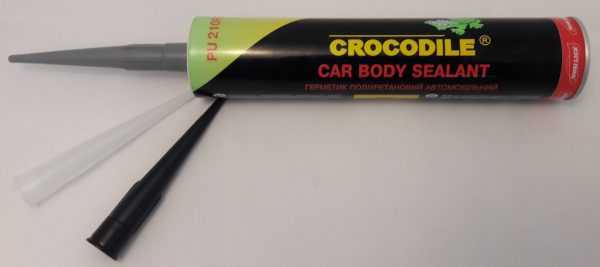 PU 210
CROCODILE®
CAR BODY SEALANT
ГЕРМЕТИК ПОЛІУРЕТАНОВИЙ АВТОМОБІЛЬНИЙ